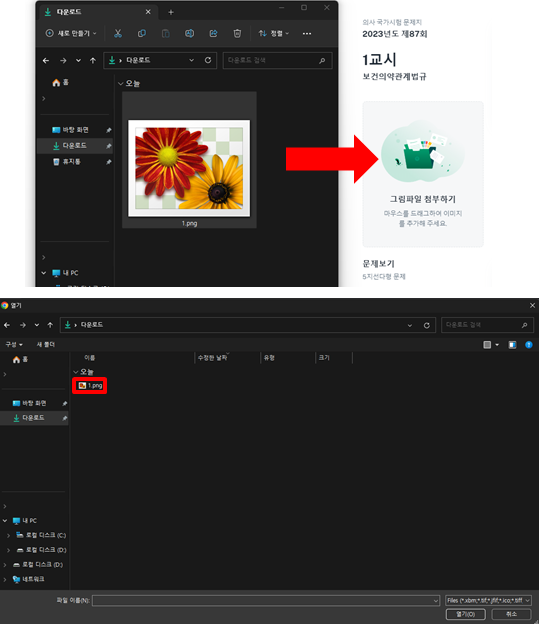 다운로드
새로 만들기
정렬
다운로드
다운로드 검색
홈
오늘
바탕 화면
다운로드
휴지통
1.png
내 PC
의사 국가시험 문제지
2023년도 제87회
1교시
보건의약관계법규
그림파일 첨부하기
마우스를 드래그하여 이미지
를 추가해 주세요.
문제보기
5지선다형 문제
열기
다운로드
다운로드 검색
구성
새 폴더
이름
수정한 날짜
유형
크기
홈
오늘
1.png
바탕 화면
다운로드
내 PC
로컬 디스크 (C:)
로컬 디스크 (D:)
로컬 디스크 (D:)
네트워크
파일 이름(N):
Files (*.xbm;*.tif;*.jfif;*.ico;*.tiff
열기(O)
취소